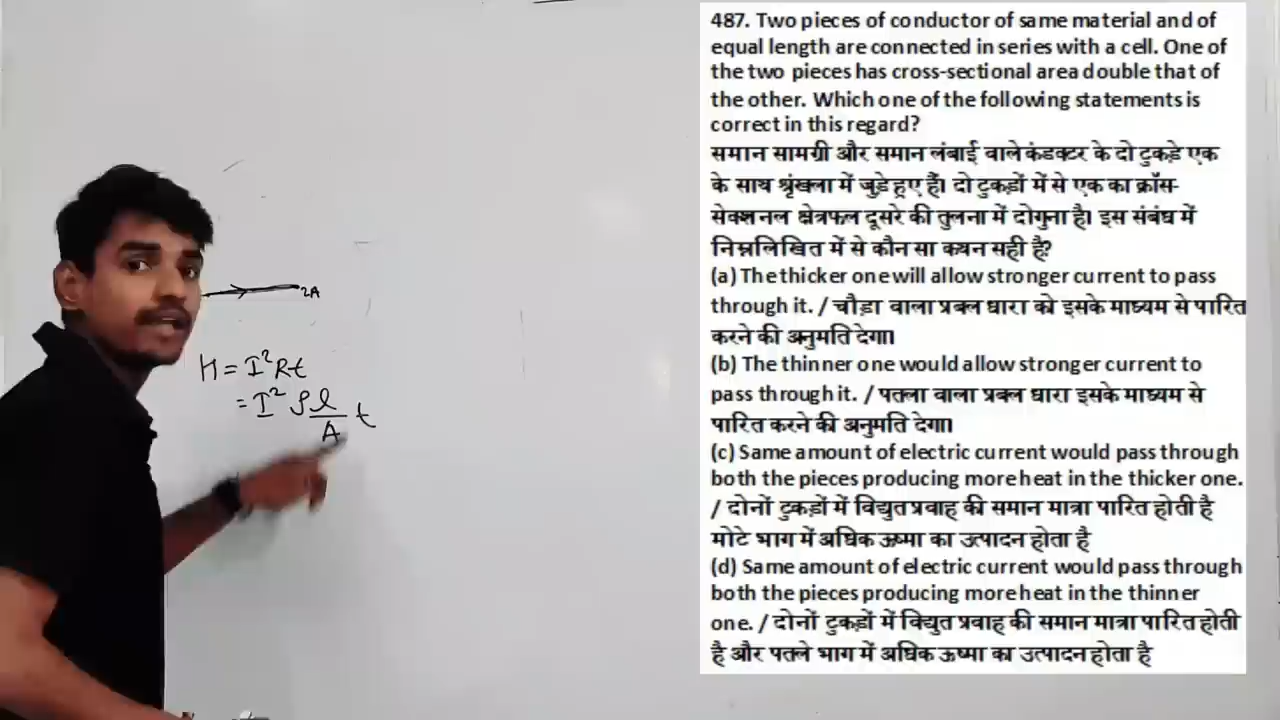 487. Two pieces of conductor of same material and of
equal length are connected in series with a cell. One of
the two pieces has cross-sectional area double that of
the other. Which one of the following statements is
correct in this regard?
समान सामग्री और समान लंबाई वाले कंडक्टर के दो टुकड़े एक
के साथ श्रृंखला में जुड़े हुए हैं। दो टुकड़ों में से एक का क्रॉस-
सेक्शनल क्षेत्रफल दूसरे की तुलना में दोगुना है। इस संबंध में
निम्नलिखित में से कौन सा कथन सही है?
(a) The thicker one will allow stronger current to pass
through it. / चौड़ा वाला प्रबल धारा को इसके माध्यम से पारित
करने की अनुमति देगा।
(b) The thinner one would allow stronger current to
pass through it. / पतला वाला प्रबल धारा इसके माध्यम से
पारित करने की अनुमति देगा।
(c) Same amount of electric current would pass through
both the pieces producing more heat in the thicker one.
/ दोनों टुकड़ों में विद्युत प्रवाह की समान मात्रा पारित होती है
मोटे भाग में अधिक ऊष्मा का उत्पादन होता है
(d) Same amount of electric current would pass through
both the pieces producing more heat in the thinner
one. / दोनों टुकड़ों में विद्युत प्रवाह की समान मात्रा पारित होती
है और पतले भाग में अधिक ऊष्मा का उत्पादन होता है
2A
H = I²Rt
= I² ρl/A t